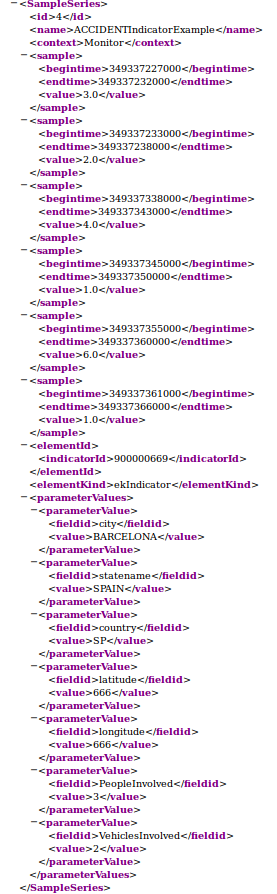 −<SampleSeries>
<id>4</id>
<name>ACCIDENTIndicatorExample</name>
<context>Monitor</context>
−<sample>
<begintime>349337227000</begintime>
<endtime>349337232000</endtime>
<value>3.0</value>
</sample>
−<sample>
<begintime>349337233000</begintime>
<endtime>349337238000</endtime>
<value>2.0</value>
</sample>
−<sample>
<begintime>349337338000</begintime>
<endtime>349337343000</endtime>
<value>4.0</value>
</sample>
−<sample>
<begintime>349337345000</begintime>
<endtime>349337350000</endtime>
<value>1.0</value>
</sample>
−<sample>
<begintime>349337355000</begintime>
<endtime>349337360000</endtime>
<value>6.0</value>
</sample>
−<sample>
<begintime>349337361000</begintime>
<endtime>349337366000</endtime>
<value>1.0</value>
</sample>
−<elementId>
<indicatorId>900000669</indicatorId>
</elementId>
<elementKind>ekIndicator</elementKind>
−<parameterValues>
−<parameterValue>
<fieldid>city</fieldid>
<value>BARCELONA</value>
</parameterValue>
−<parameterValue>
<fieldid>statename</fieldid>
<value>SPAIN</value>
</parameterValue>
−<parameterValue>
<fieldid>country</fieldid>
<value>SP</value>
</parameterValue>
−<parameterValue>
<fieldid>latitude</fieldid>
<value>666</value>
</parameterValue>
−<parameterValue>
<fieldid>longitude</fieldid>
<value>666</value>
</parameterValue>
−<parameterValue>
<fieldid>PeopleInvolved</fieldid>
<value>3</value>
</parameterValue>
−<parameterValue>
<fieldid>VehiclesInvolved</fieldid>
<value>2</value>
</parameterValue>
</parameterValues>
</SampleSeries>